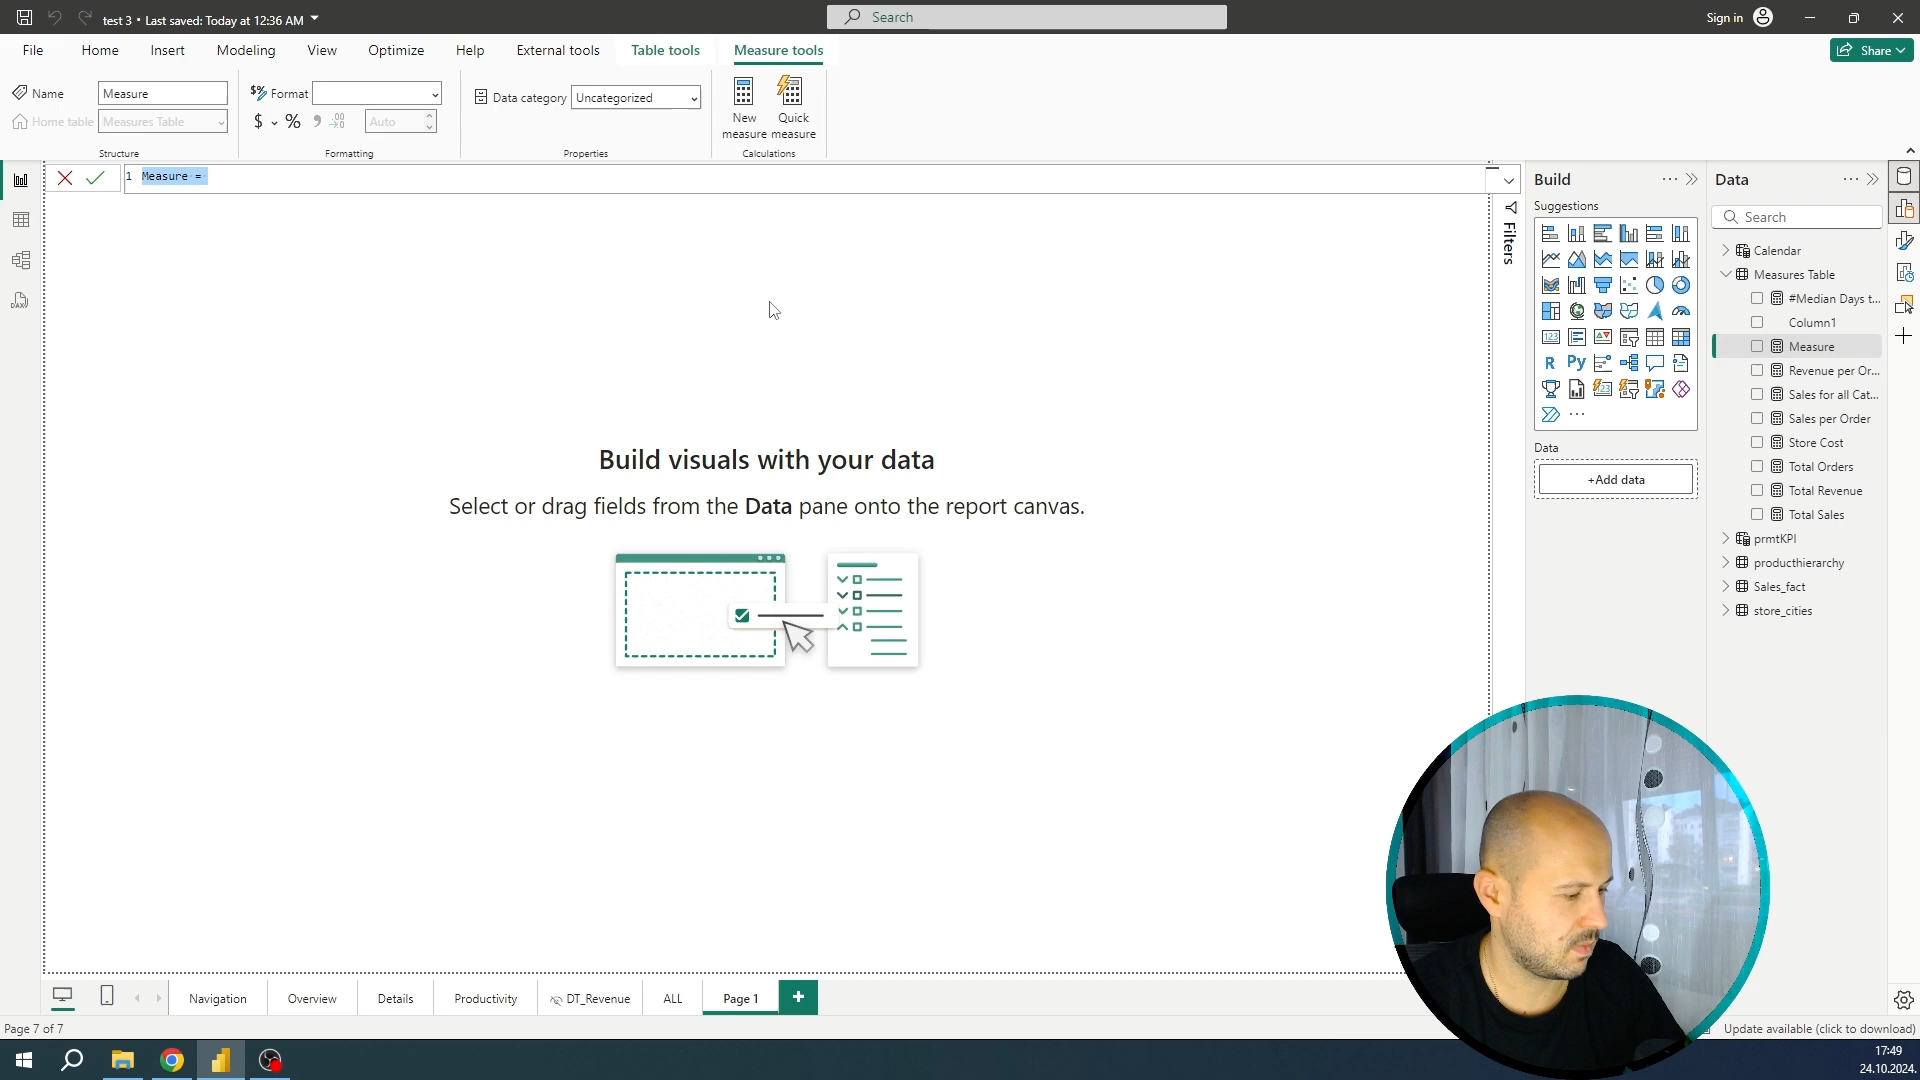 test 3 • Last saved: Today at 12:36 AM
Search
Sign in
File
Home
Insert
Modeling
View
Optimize
Help
External tools
Table tools
Measure tools
Share
Name
Measure
Home table
Measures Table
Structure
Format
Auto
Formatting
Data category
Uncategorized
Properties
New
measure
Quick
measure
Calculations
1 Measure =
Build visuals with your data
Select or drag fields from the Data pane onto the report canvas.
Filters
Build
Suggestions
R
Py
Data
+Add data
Data
Search
Calendar
Measures Table
#Median Days t...
Column1
Measure
Revenue per Or...
Sales for all Cat...
Sales per Order
Store Cost
Total Orders
Total Revenue
Total Sales
prmtKPI
producthierarchy
Sales_fact
store_cities
Navigation
Overview
Details
Productivity
DT_Revenue
ALL
Page 1
Page 7 of 7
Update available (click to download)
17:49
24.10.2024.